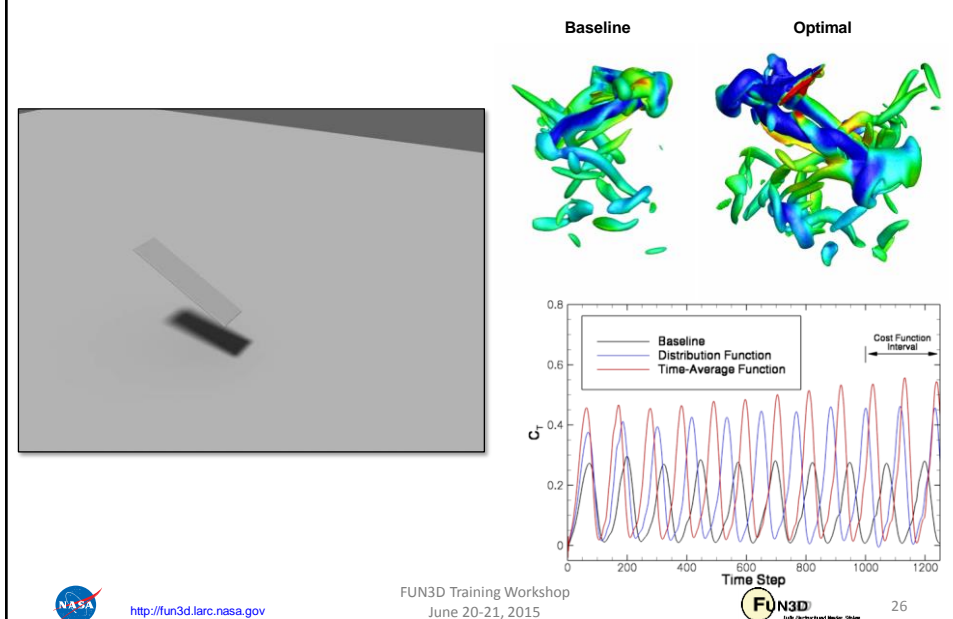 Baseline
Optimal
0.8
0.6
0.4
0.2
0
C_T
Baseline
Distribution Function
Time-Average Function
Cost Function
Interval
0
200
400
600
800
1000
1200
Time Step
NASA
http://fun3d.larc.nasa.gov
FUN3D Training Workshop
June 20-21, 2015
FUN3D
26